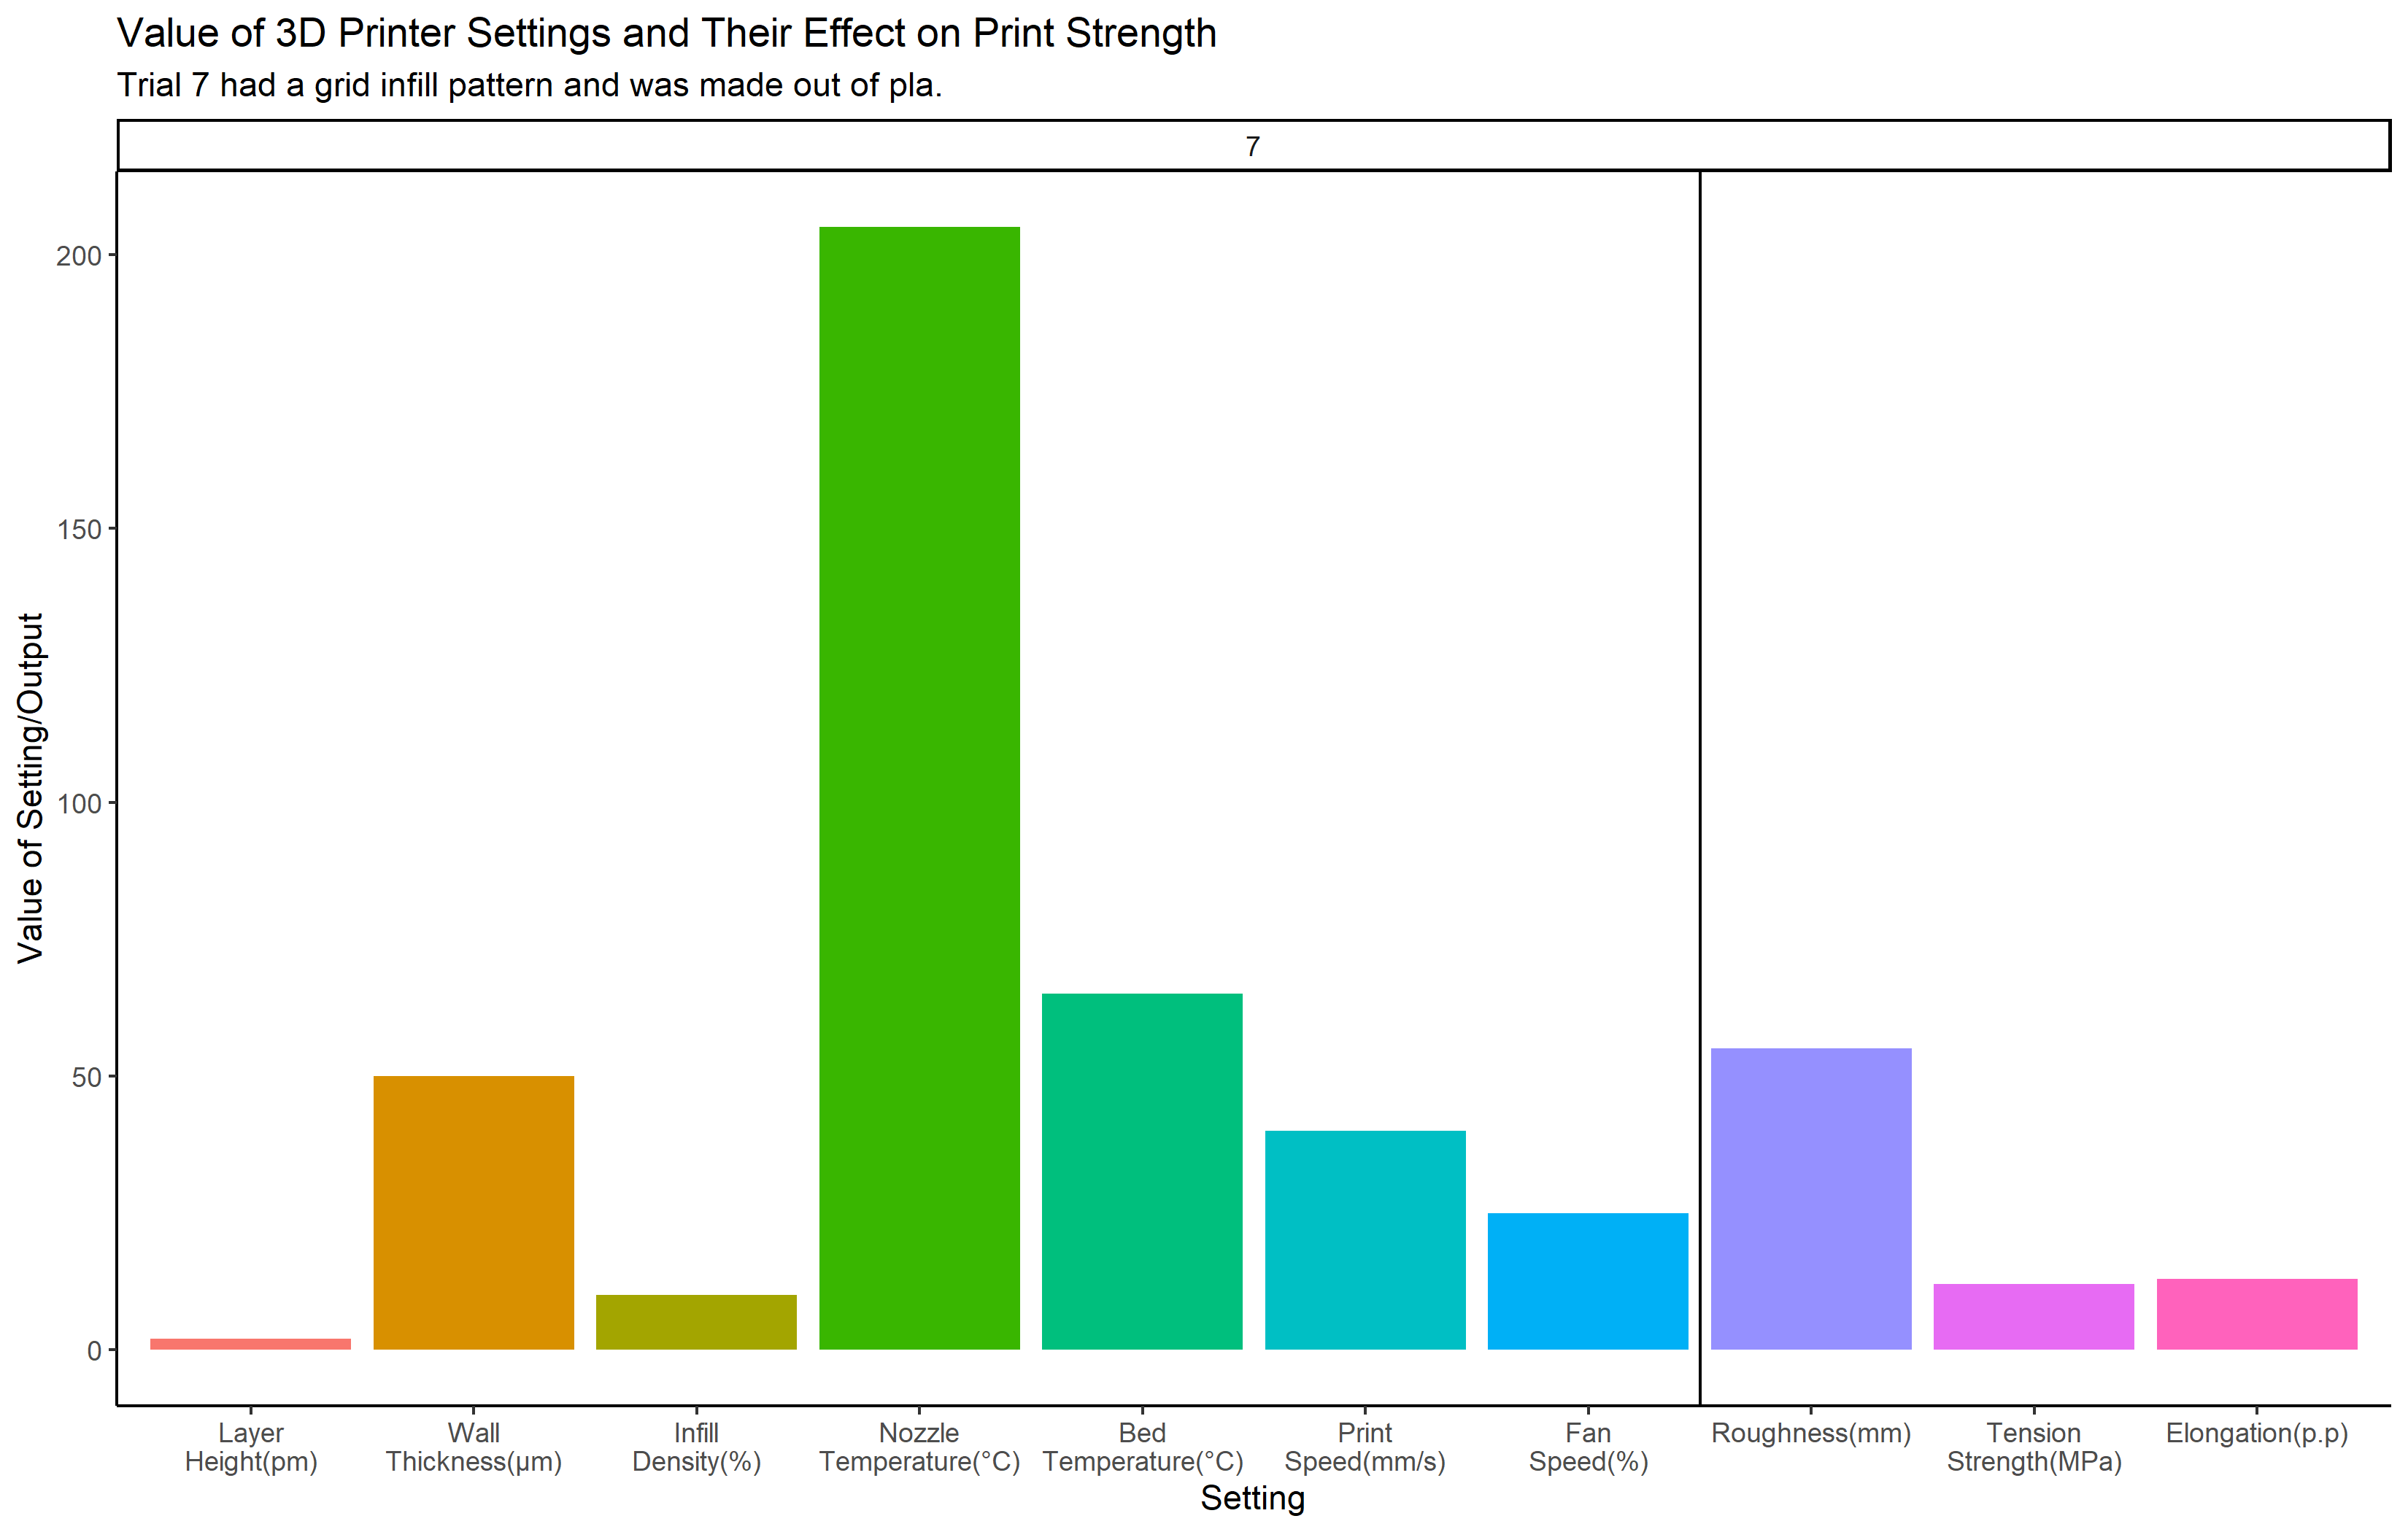 Value of 3D Printer Settings and Their Effect on Print Strength
Trial 7 had a grid infill pattern and was made out of pla.
7
Value of Setting/Output
200
150
100
50
0
Layer
Height(pm)
Wall
Thickness(µm)
Infill
Density(%)
Nozzle
Temperature(°C)
Bed
Temperature(°C)
Print
Speed(mm/s)
Fan
Speed(%)
Roughness(mm)
Tension
Strength(MPa)
Elongation(p.p)
Setting